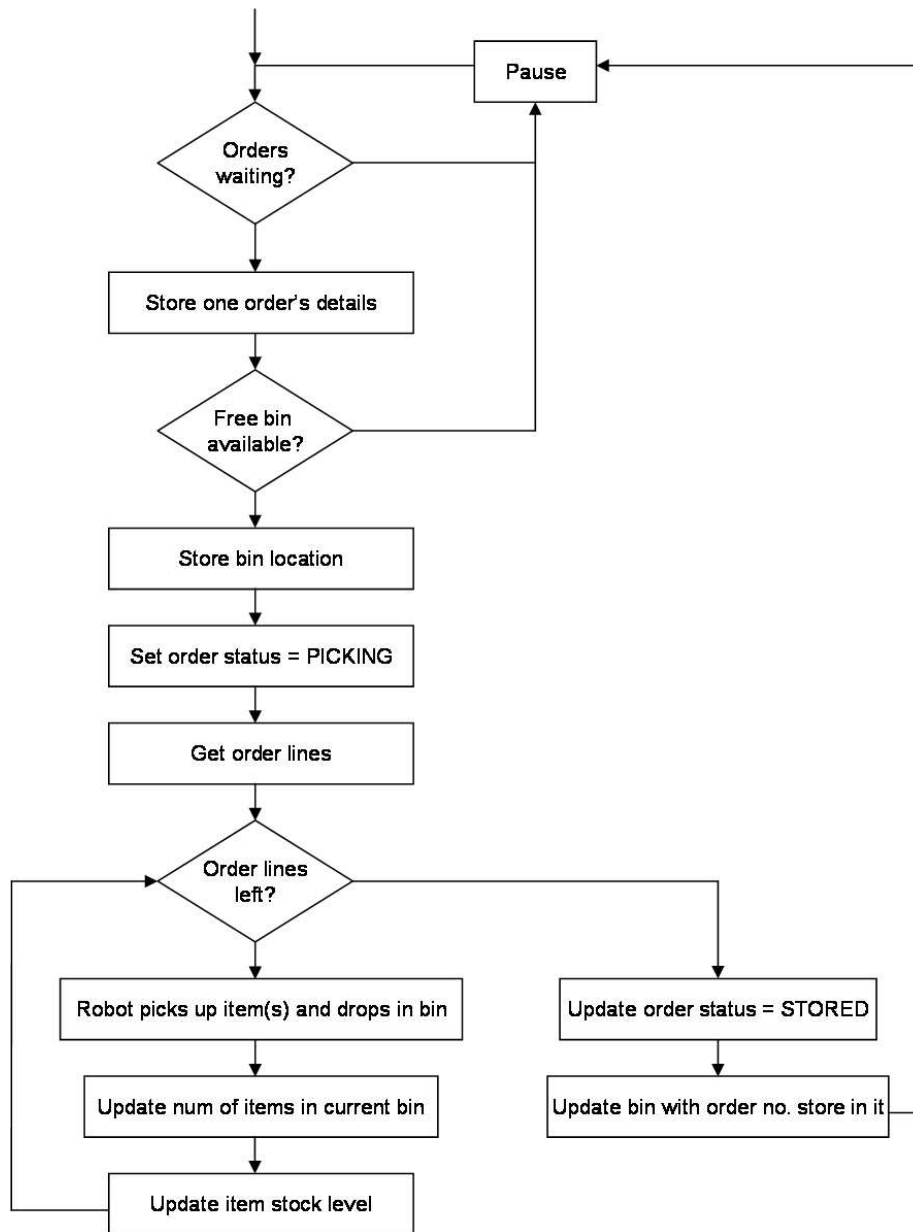 Pause
Orders
waiting?
Store one order's details
Free bin
available?
Store bin location
Set order status = PICKING
Get order lines
Order lines
left?
Robot picks up item(s) and drops in bin
Update order status = STORED
Update num of items in current bin
Update bin with order no. store in it
Update item stock level